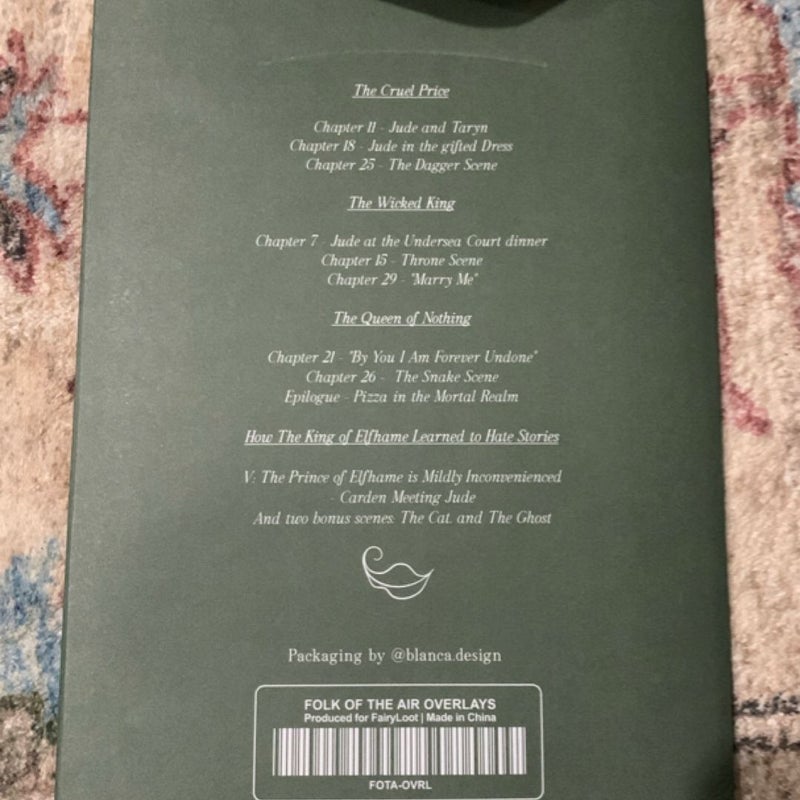 The Cruel Price
Chapter 11 - Jude and Taryn
Chapter 18 - Jude in the gifted Dress
Chapter 25 - The Dagger Scene
The Wicked King
Chapter 7 - Jude at the Undersea Court dinner
Chapter 15 - Throne Scene
Chapter 29 - "Marry Me"
The Queen of Nothing
Chapter 21 - "By You I Am Forever Undone"
Chapter 26 - The Snake Scene
Epilogue - Pizza in the Mortal Realm
How The King of Elfhame Learned to Hate Stories
V: The Prince of Elfhame is Mildly Inconvenienced
- Carden Meeting Jude
And two bonus scenes: The Cat. and The Ghost
Packaging by @blanca.design
FOLK OF THE AIR OVERLAYS
Produced for FairyLoot | Made in China
FOTA-OVRL